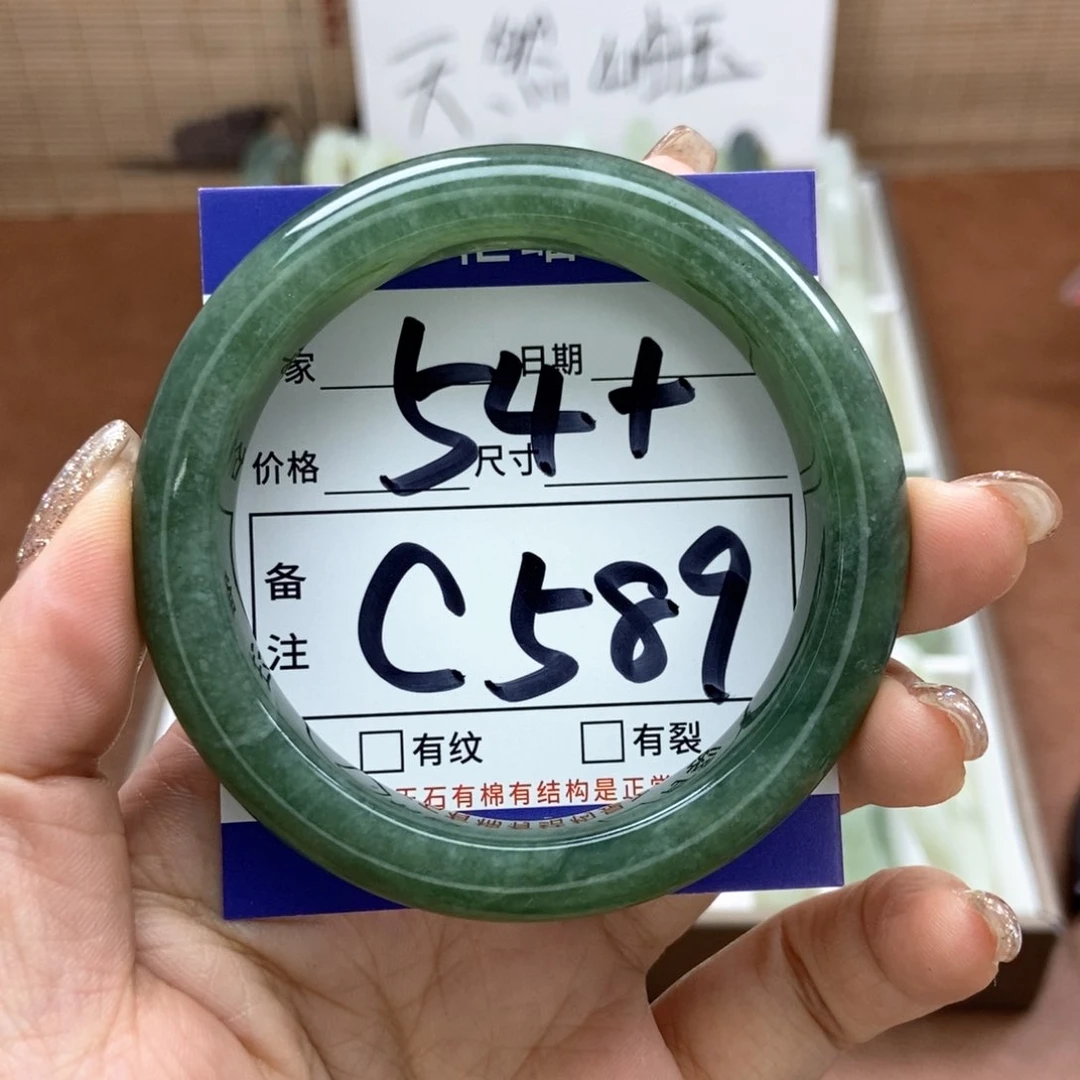 天然
家 日期
54+
价格 尺寸
备注
C589
有纹 有裂
石有棉有结构是正常